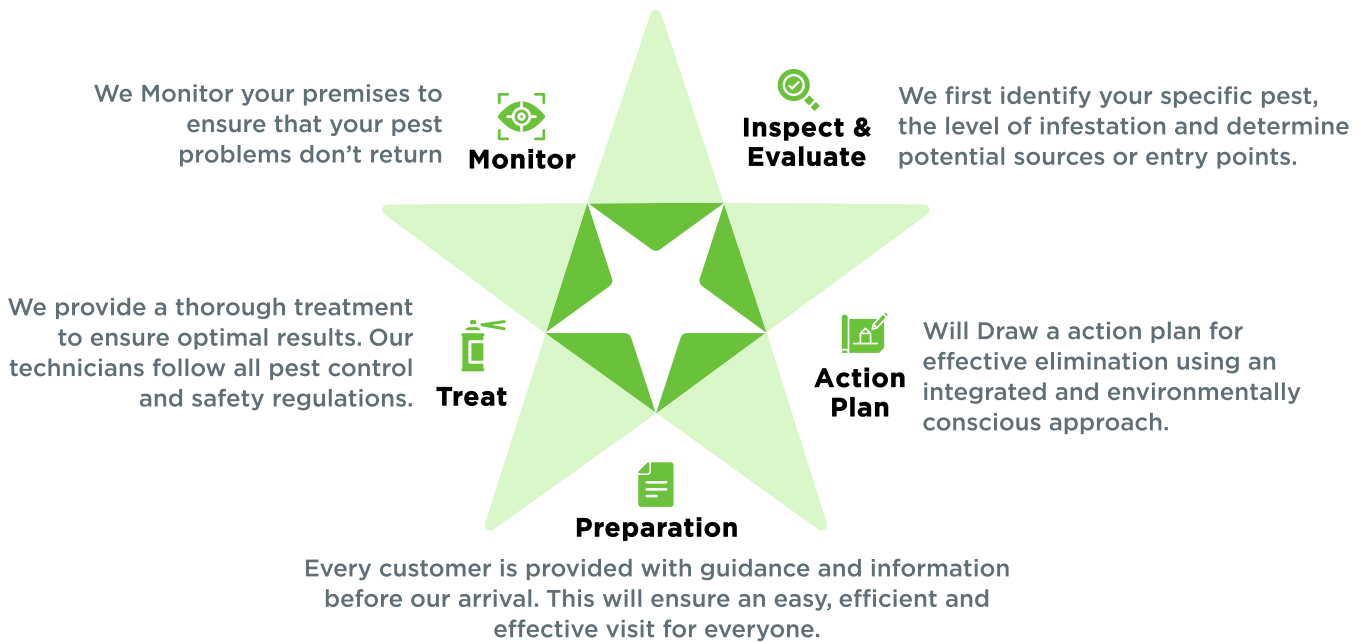 We Monitor your premises to
ensure that your pest
problems don’t return
Monitor
Inspect &
Evaluate
We first identify your specific pest,
the level of infestation and determine
potential sources or entry points.
We provide a thorough treatment
to ensure optimal results. Our
technicians follow all pest control
and safety regulations.
Treat
Action
Plan
Will Draw a action plan for
effective elimination using an
integrated and environmentally
conscious approach.
Preparation
Every customer is provided with guidance and information
before our arrival. This will ensure an easy, efficient and
effective visit for everyone.